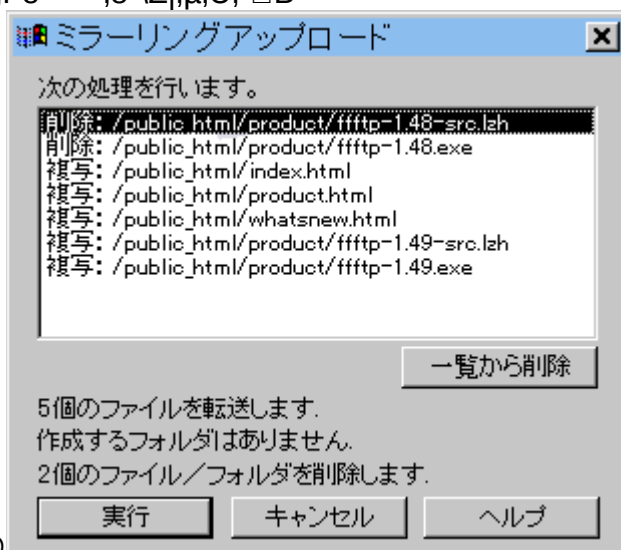 ミラーリングアップロード
次の処理を行います。
削除: /public_html/product/ffftp-1.48-src.lzh
削除: /public_html/product/ffftp-1.48.exe
複写: /public_html/index.html
複写: /public_html/product.html
複写: /public_html/whatsnew.html
複写: /public_html/product/ffftp-1.49-src.lzh
複写: /public_html/product/ffftp-1.49.exe
一覧から削除
5個のファイルを転送します.
作成するフォルダはありません.
2個のファイル／フォルダを削除します.
実行 キャンセル ヘルプ